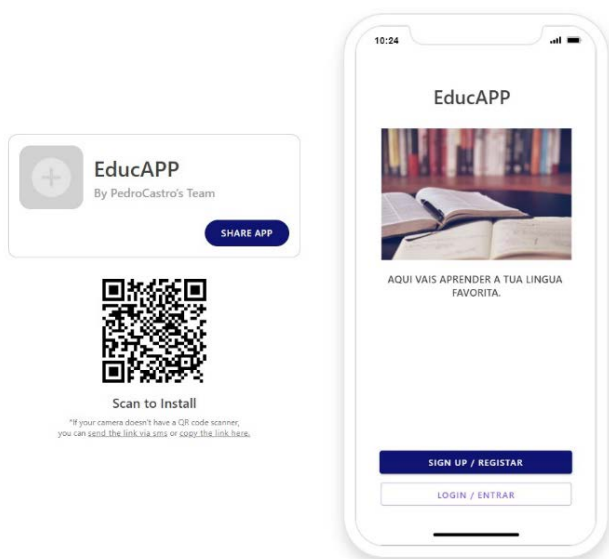 EducAPP
By PedroCastro's Team
SHARE APP
Scan to Install
*If your camera doesn't have a QR code scanner,
you can send the link via sms or copy the link here.
10:24
EducAPP
AQUI VAIS APRENDER A TUA LINGUA
FAVORITA.
SIGN UP / REGISTAR
LOGIN / ENTRAR